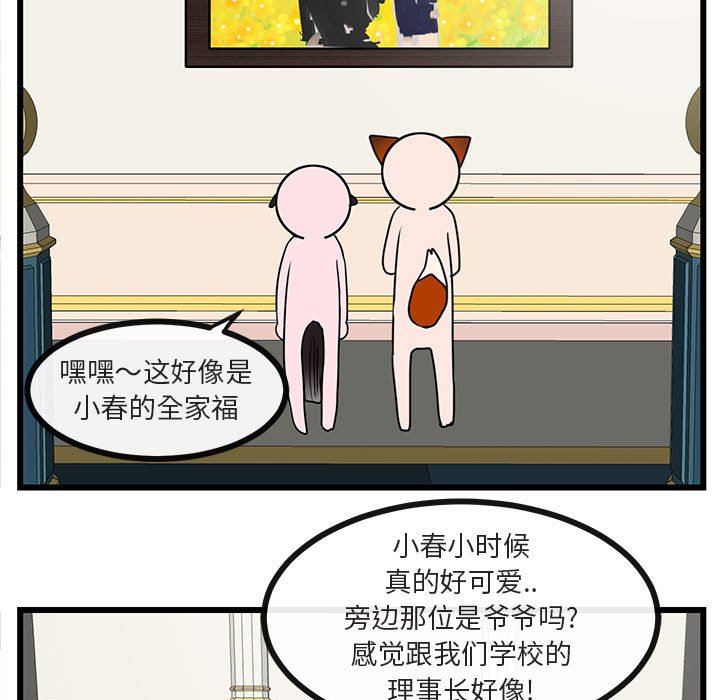 嘿嘿～这好像是
小春的全家福
小春小时候
真的好可爱..
旁边那位是爷爷吗?
感觉跟我们学校的
理事长好像!